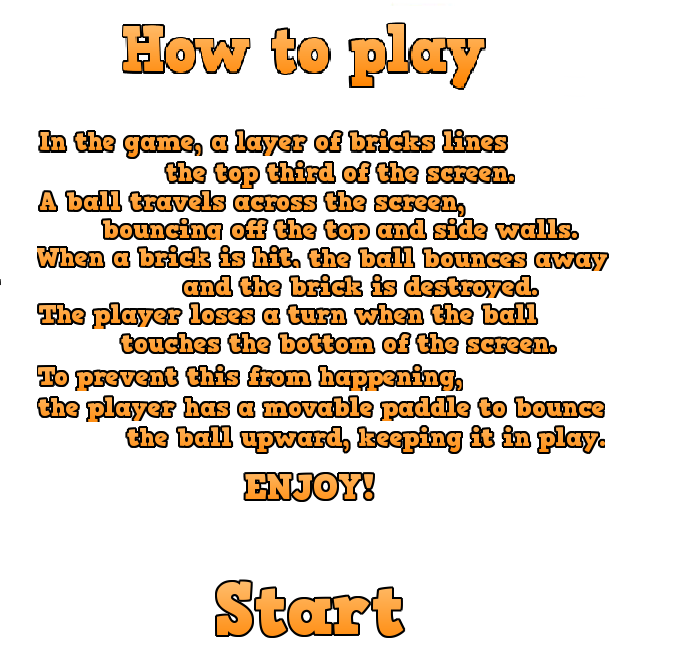 How to play
In the game, a layer of bricks lines
the top third of the screen.
A ball travels across the screen,
bouncing off the top and side walls.
When a brick is hit, the ball bounces away
and the brick is destroyed.
The player loses a turn when the ball
touches the bottom of the screen.
To prevent this from happening,
the player has a movable paddle to bounce
the ball upward, keeping it in play.
ENJOY!
Start